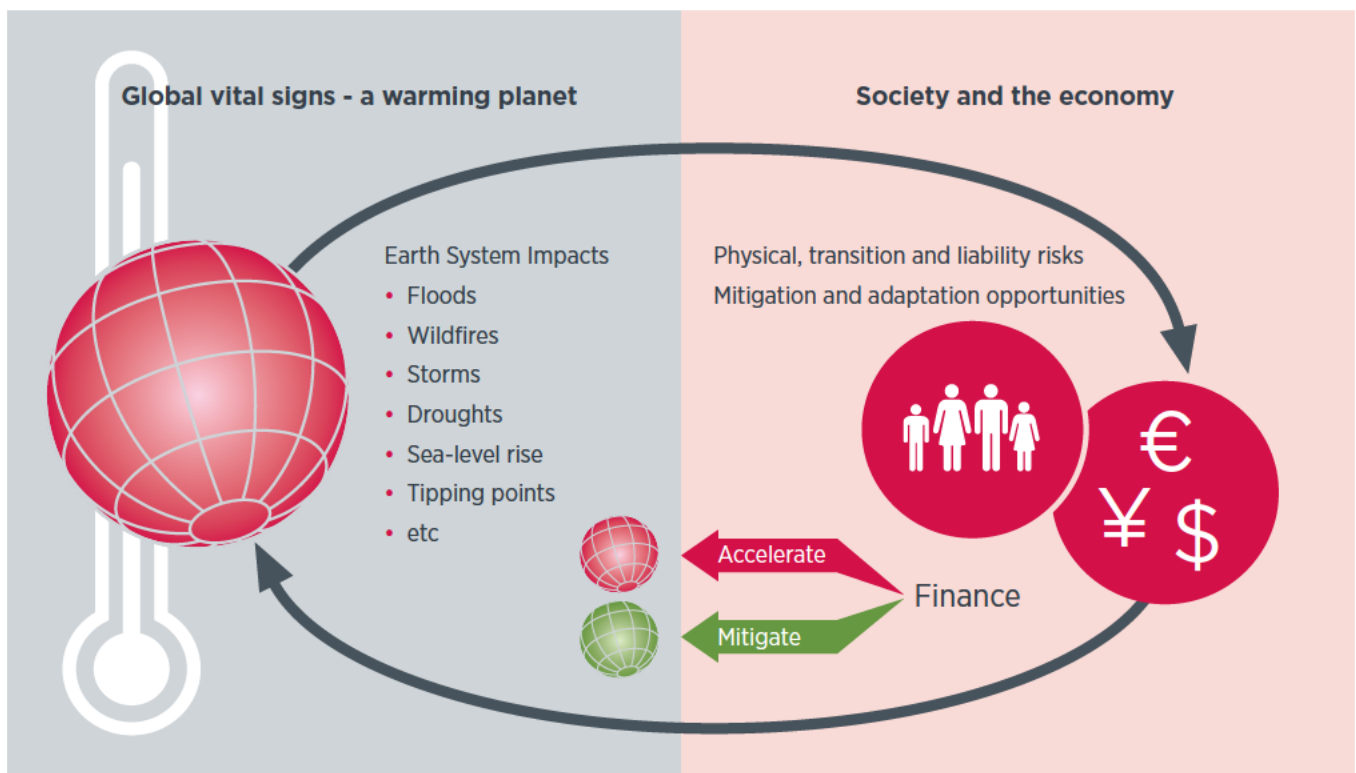 Global vital signs - a warming planet
Society and the economy
Earth System Impacts
• Floods
• Wildfires
• Storms
• Droughts
• Sea-level rise
• Tipping points
• etc
Physical, transition and liability risks
Mitigation and adaptation opportunities
€
¥ $
Accelerate
Mitigate
Finance